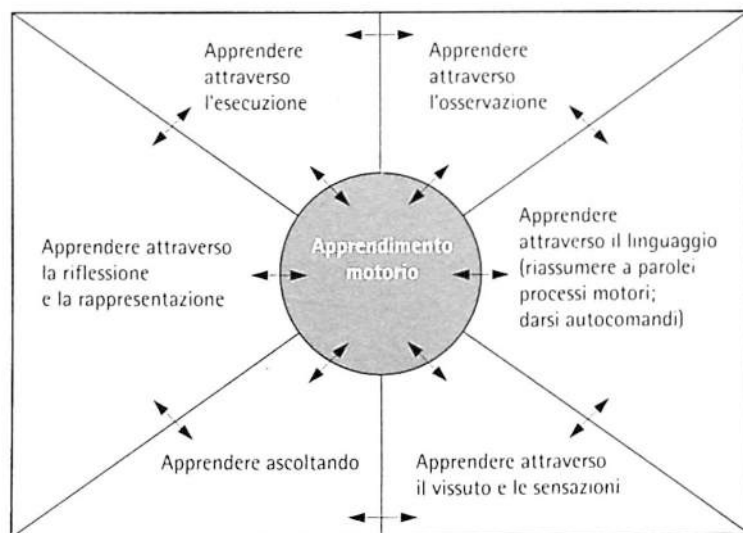 Apprendere
attraverso
l'esecuzione
Apprendere
attraverso
l'osservazione
Apprendere attraverso
la riflessione
e la rappresentazione
Apprendimento
motorio
Apprendere
attraverso il linguaggio
(riassumere a parolei
processi motori;
darsi autocomandi)
Apprendere ascoltando
Apprendere attraverso
il vissuto e le sensazioni